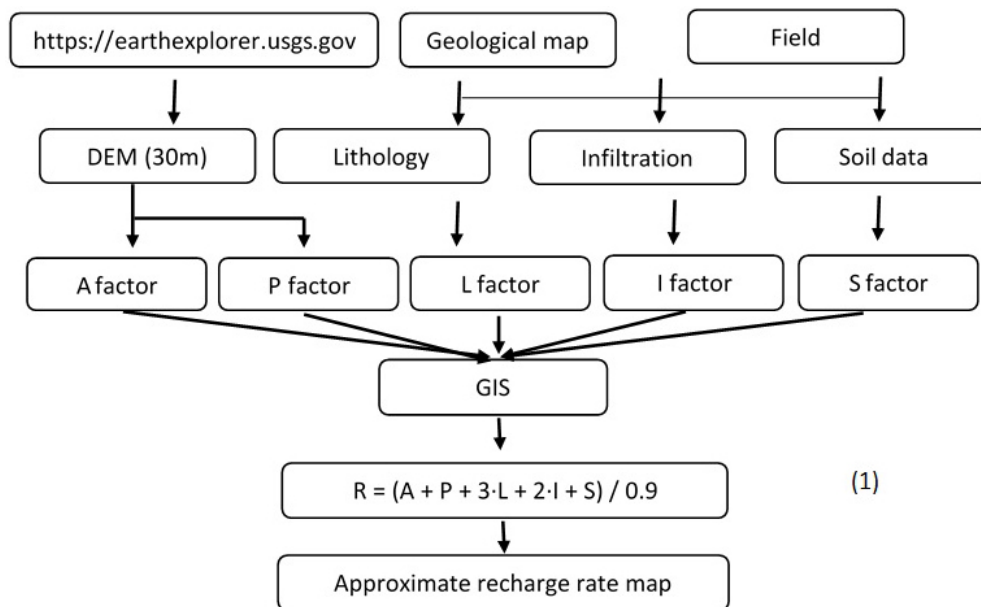 https://earthexplorer.usgs.gov
Geological map
Field
DEM (30m)
Lithology
Infiltration
Soil data
A factor
P factor
L factor
I factor
S factor
GIS
R = (A + P + 3·L + 2·I + S) / 0.9
(1)
Approximate recharge rate map